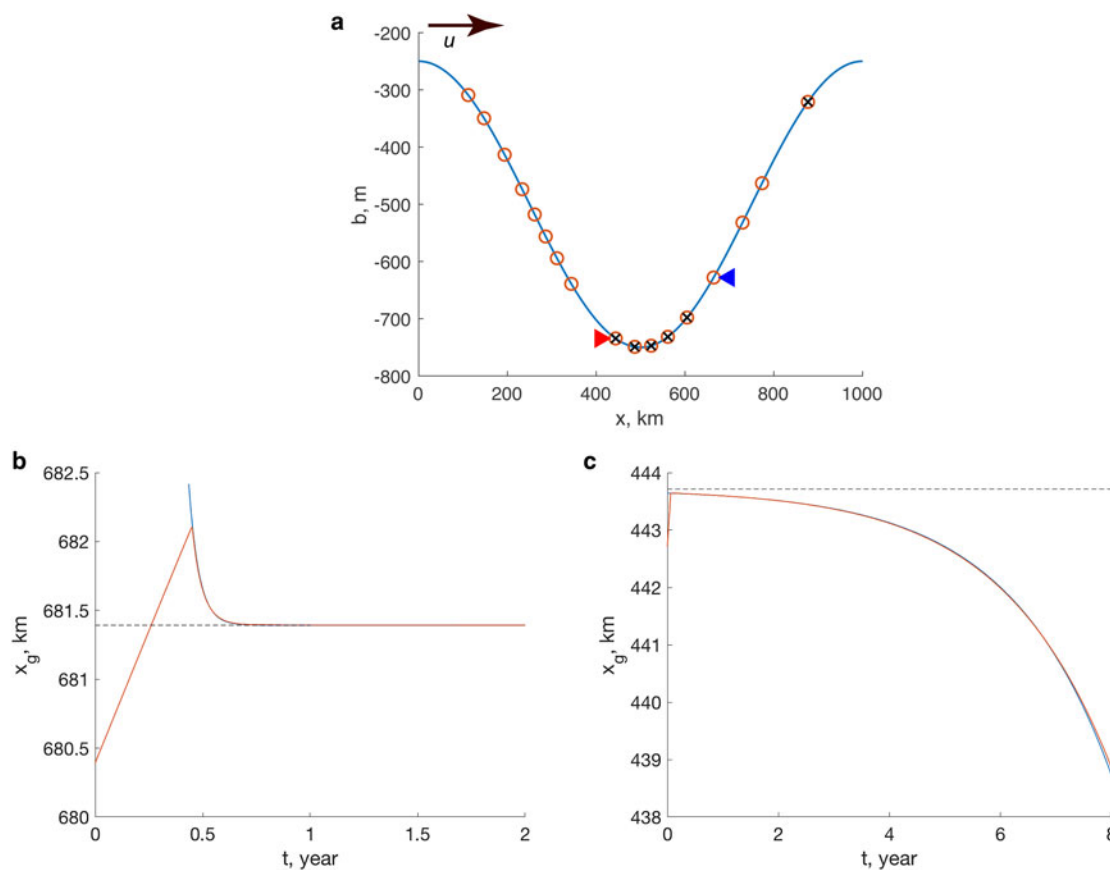 a
u
b, m
-200
-300
-400
-500
-600
-700
-800
0 200 400 600 800 1000
x, km
b
x_g, km
682.5
682
681.5
681
680.5
680
0 0.5 1 1.5 2
t, year
c
x_g, km
444
443
442
441
440
439
438
0 2 4 6 8
t, year